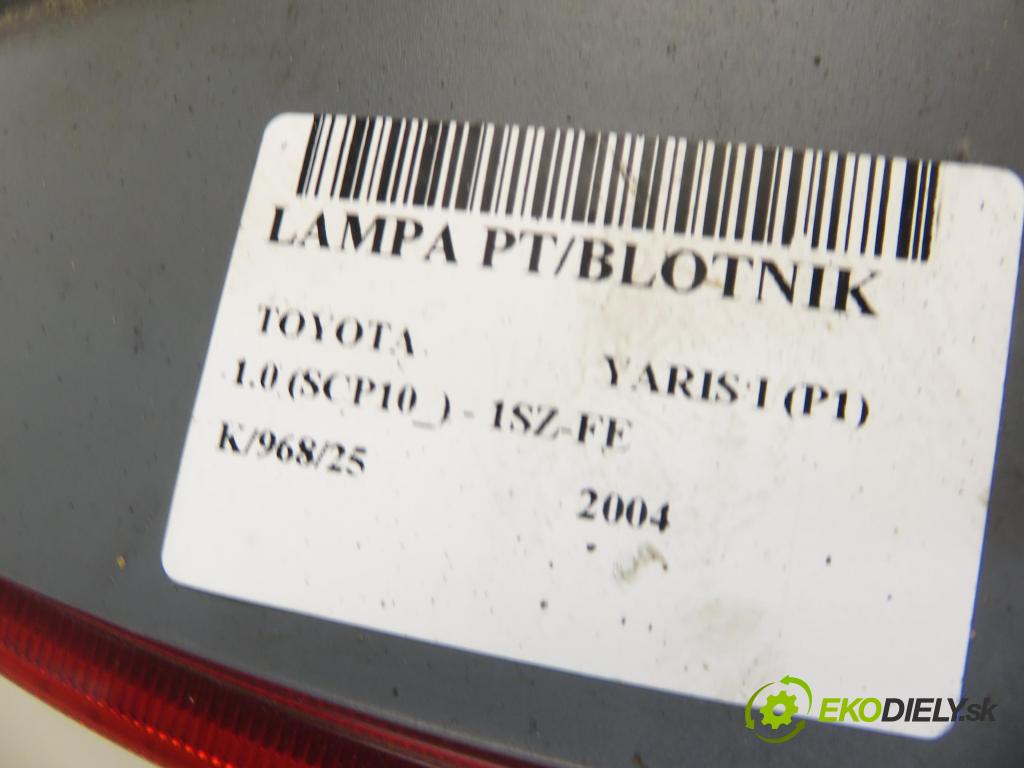 LAMPA PT/BLOTNIK
TOYOTA YARIS I (P1)
1.0 (SCP10_) - 1SZ-FE
K/968/25 2004
EKODIELY.sk